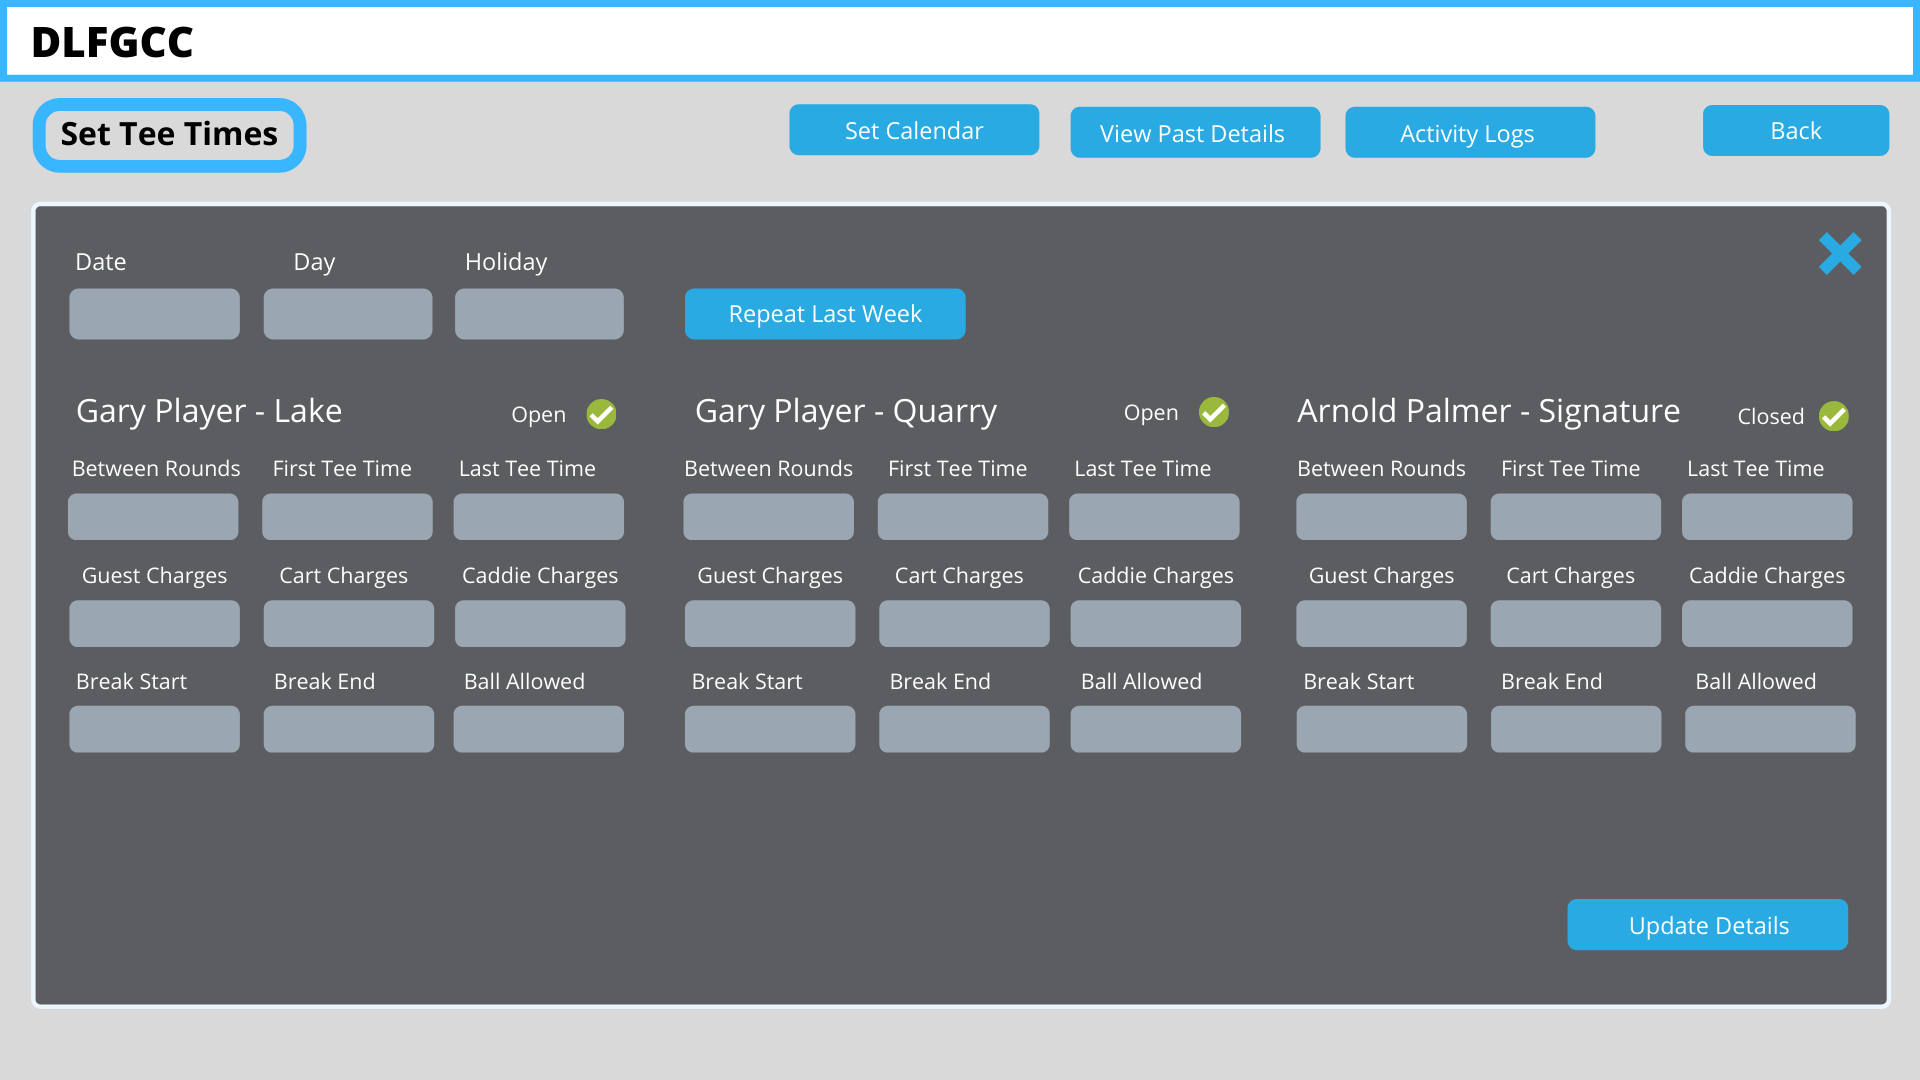 DLFGCC
Set Tee Times
Set Calendar
View Past Details
Activity Logs
Back
Date
Day
Holiday
Repeat Last Week
Gary Player - Lake
Open
Between Rounds
First Tee Time
Last Tee Time
Guest Charges
Cart Charges
Caddie Charges
Break Start
Break End
Ball Allowed
Gary Player - Quarry
Open
Between Rounds
First Tee Time
Last Tee Time
Guest Charges
Cart Charges
Caddie Charges
Break Start
Break End
Ball Allowed
Arnold Palmer - Signature
Closed
Between Rounds
First Tee Time
Last Tee Time
Guest Charges
Cart Charges
Caddie Charges
Break Start
Break End
Ball Allowed
Update Details